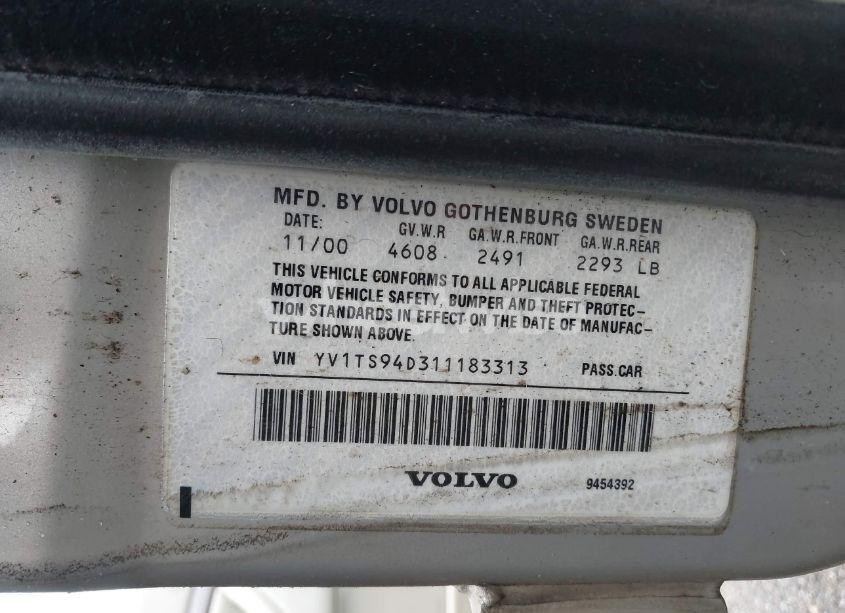 MFD. BY VOLVO GOTHENBURG SWEDEN
DATE: GV.W.R GA.W.R.FRONT GA.W.R.REAR
11/00 4608 2491 2293 LB
THIS VEHICLE CONFORMS TO ALL APPLICABLE FEDERAL
MOTOR VEHICLE SAFETY, BUMPER AND THEFT PROTEC-
TION STANDARDS IN EFFECT ON THE DATE OF MANUFAC-
TURE SHOWN ABOVE.
VIN YV1TS94D311183313 PASS.CAR
VOLVO 9454392